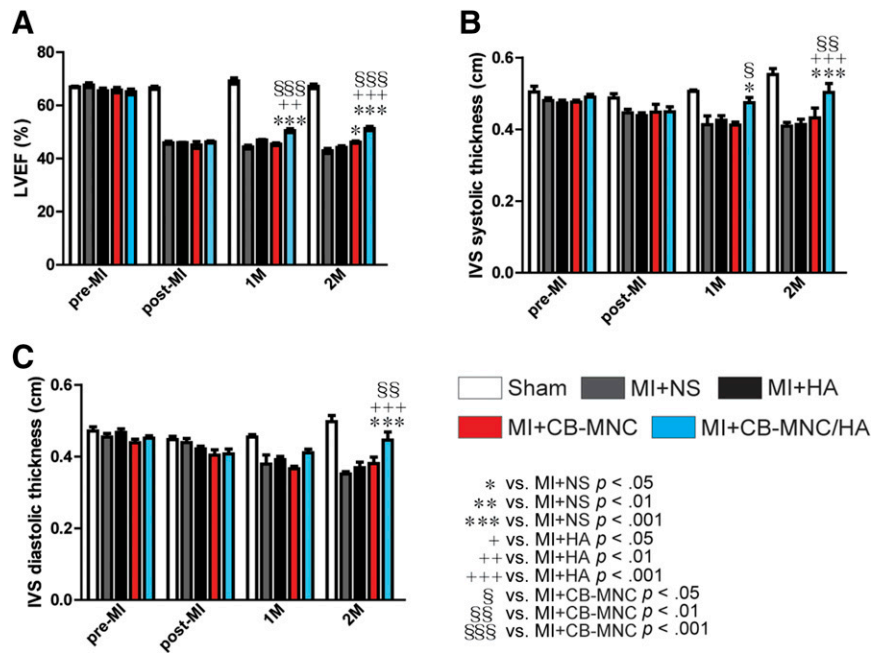 A
LVEF (%)
80
60
40
20
0
§§§
++
***
§§§
+++
***
*
pre-MI
post-MI
1M
2M
B
IVS systolic thickness (cm)
0.6
0.4
0.2
0.0
§
*
§§
+++
***
pre-MI
post-MI
1M
2M
C
IVS diastolic thickness (cm)
0.6
0.4
0.2
0.0
§§
+++
***
pre-MI
post-MI
1M
2M
Sham MI+NS MI+HA
MI+CB-MNC MI+CB-MNC/HA
* vs. MI+NS p < .05
** vs. MI+NS p < .01
*** vs. MI+NS p < .001
+ vs. MI+HA p < .05
++ vs. MI+HA p < .01
+++ vs. MI+HA p < .001
§ vs. MI+CB-MNC p < .05
§§ vs. MI+CB-MNC p < .01
§§§ vs. MI+CB-MNC p < .001